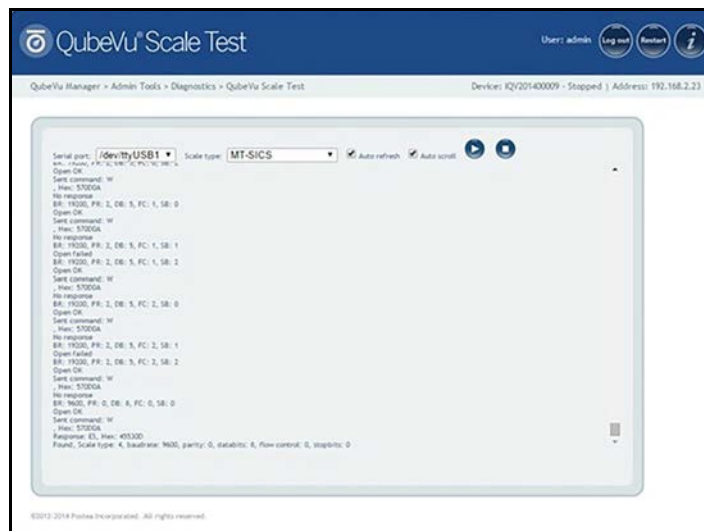 QubeVu® Scale Test
User: admin
Log out
Restart
i
QubeVu Manager > Admin Tools > Diagnostics > QubeVu Scale Test
Device: IQV201400009 - Stopped | Address: 192.168.2.23
Serial port: /dev/ttyUSB1 Scale type: MT-SICS Auto refresh Auto scroll
Open OK
Sent command: W
, Hex: 570D0A
No response
BR: 19200, PR: 2, DB: 5, FC: 1, SB: 0
Open OK
Sent command: W
, Hex: 570D0A
No response
BR: 19200, PR: 2, DB: 5, FC: 1, SB: 1
Open failed
BR: 19200, PR: 2, DB: 5, FC: 1, SB: 2
Open OK
Sent command: W
, Hex: 570D0A
No response
BR: 19200, PR: 2, DB: 5, FC: 2, SB: 0
Open OK
Sent command: W
, Hex: 570D0A
No response
BR: 19200, PR: 2, DB: 5, FC: 2, SB: 1
Open failed
BR: 19200, PR: 2, DB: 5, FC: 2, SB: 2
Open OK
Sent command: W
, Hex: 570D0A
No response
BR: 9600, PR: 0, DB: 8, FC: 0, SB: 0
Open OK
Sent command: W
, Hex: 570D0A
Response: ES, Hex: 45530D
Found, Scale type: 4, baudrate: 9600, parity: 0, databits: 8, flow control: 0, stopbits: 0
©2012-2014 Postea Incorporated. All rights reserved.